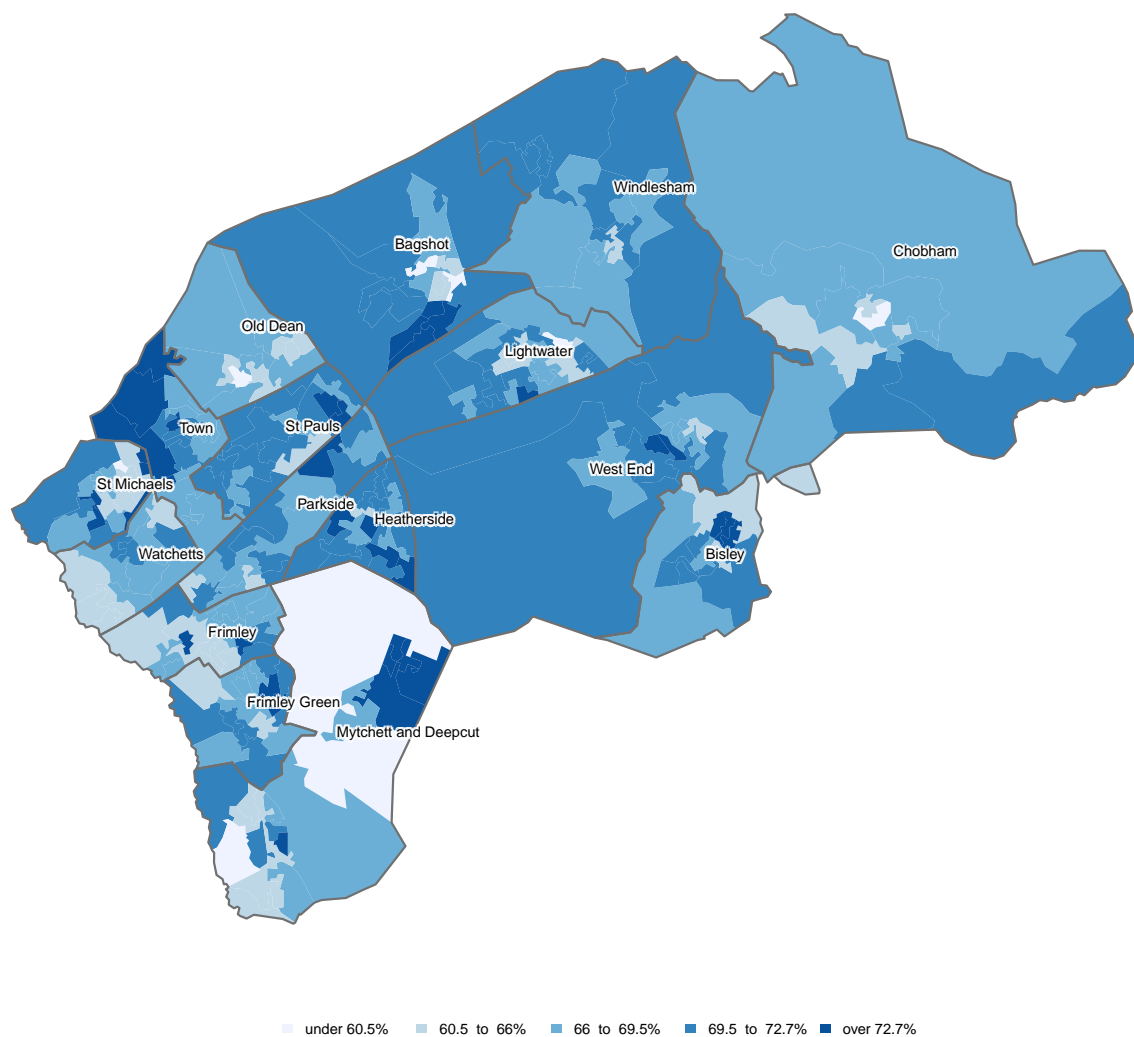 Windlesham
Bagshot
Chobham
Old Dean
Lightwater
Town
St Pauls
West End
St Michaels
Parkside
Heatherside
Watchetts
Bisley
Frimley
Frimley Green
Mytchett and Deepcut
under 60.5% 60.5 to 66% 66 to 69.5% 69.5 to 72.7% over 72.7%